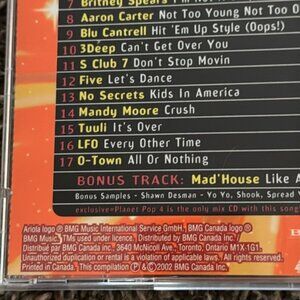 7 Britney Spears I'm
8 Aaron Carter Not Too Young Not Too O
9 Blu Cantrell Hit 'Em Up Style (Oops!)
10 3Deep Can't Get Over You
11 S Club 7 Don't Stop Movin
12 Five Let's Dance
13 No Secrets Kids In America
14 Mandy Moore Crush
15 Tuuli It's Over
16 LFO Every Other Time
17 O-Town All Or Nothing
BONUS TRACK: Mad'House Like A
Bonus Samples - Shawn Desman - Yo Yo, Shook, Spread
exclusive=Planet Pop 4 is the only mix CD with this song
Ariola logo ® BMG Music International Service GmbH. BMG Canada logo ®
BMG Music. TMs used under licence. BMG Distributed by BMG Canada Inc.
Distribué par BMG Canada Inc. 3640 McNicoll Ave., Toronto, Ontario M1X-1G1.
Unauthorized duplication or rental is a violation of applicable laws. All rights reserved.
Printed in Canada. This compilation ℗ & ©2002 BMG Canada Inc.
B